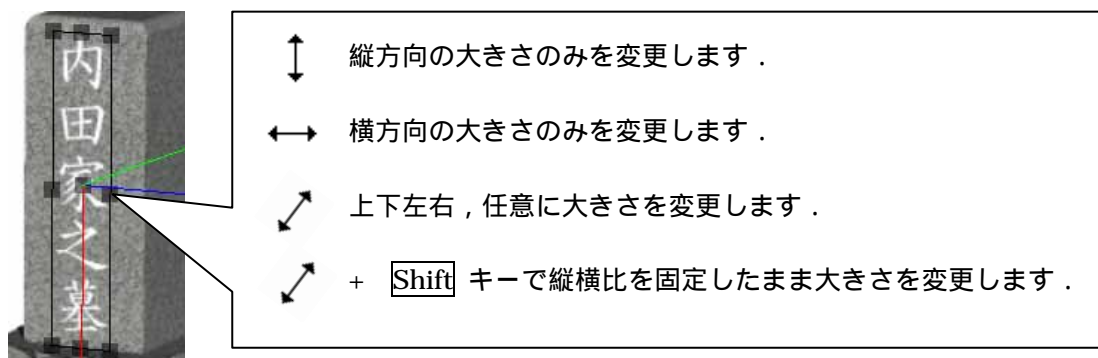 内田家之墓
縦方向の大きさのみを変更します．
横方向の大きさのみを変更します．
上下左右，任意に大きさを変更します．
+ Shift キーで縦横比を固定したまま大きさを変更します．